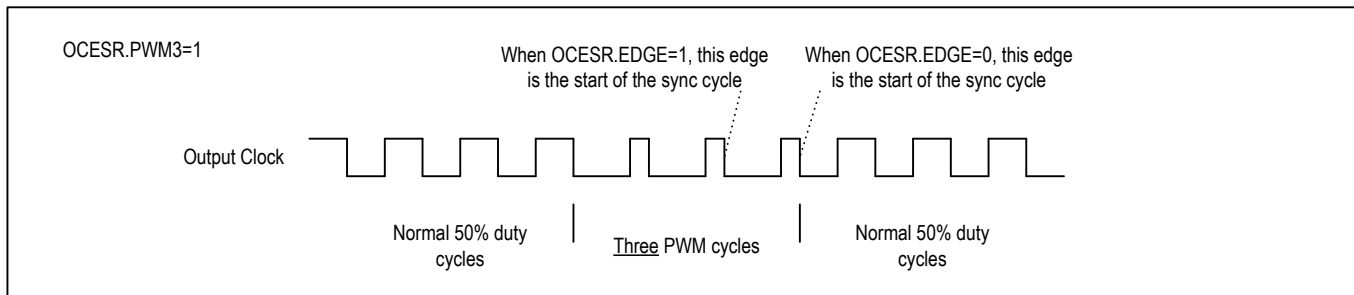 OCESR.PWM3=1
When OCESR.EDGE=1, this edge
is the start of the sync cycle
When OCESR.EDGE=0, this edge
is the start of the sync cycle
Output Clock
Normal 50% duty
cycles
Three PWM cycles
Normal 50% duty
cycles